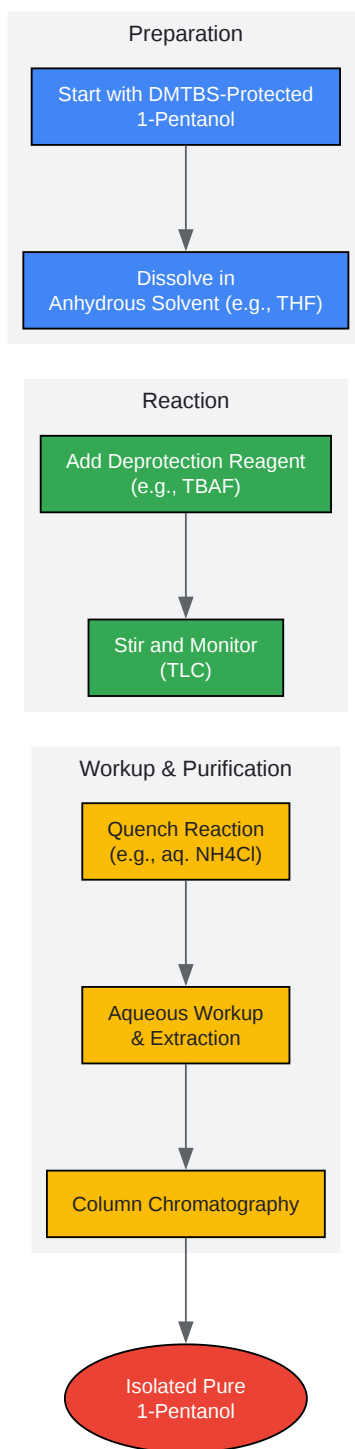 Preparation
Start with DMTBS-Protected
1-Pentanol
Dissolve in
Anhydrous Solvent (e.g., THF)
Reaction
Add Deprotection Reagent
(e.g., TBAF)
Stir and Monitor
(TLC)
Workup & Purification
Quench Reaction
(e.g., aq. NH4Cl)
Aqueous Workup
& Extraction
Column Chromatography
Isolated Pure
1-Pentanol